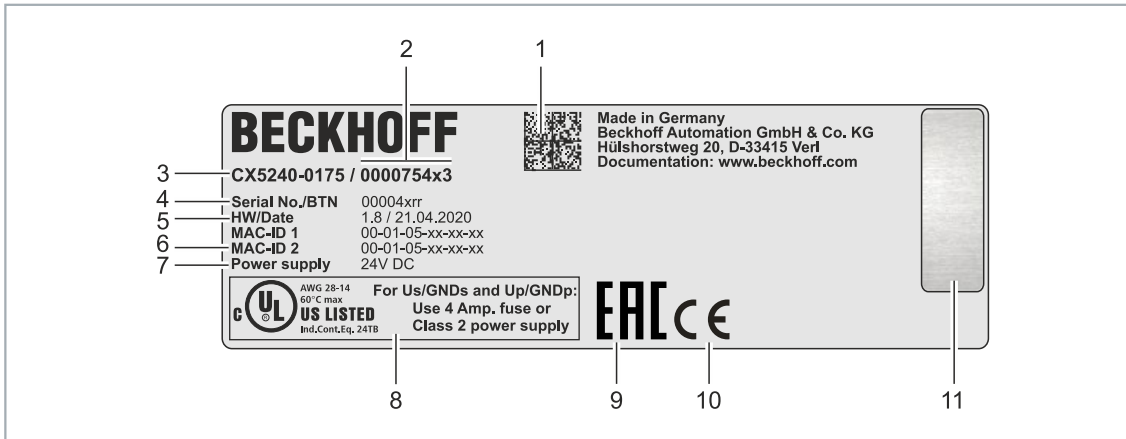 2
1
BECKHOFF
Made in Germany
Beckhoff Automation GmbH & Co. KG
Hülshorstweg 20, D-33415 Verl
Documentation: www.beckhoff.com
3
CX5240-0175 / 0000754x3
4
Serial No./BTN 00004xrr
5
HW/Date 1.8 / 21.04.2020
MAC-ID 1 00-01-05-xx-xx-xx
6
MAC-ID 2 00-01-05-xx-xx-xx
7
Power supply 24V DC
C UL ®
AWG 28-14
60°C max
US LISTED
Ind.Cont.Eq. 24TB
For Us/GNDs and Up/GNDp:
Use 4 Amp. fuse or
Class 2 power supply
EAC CE
8
9
10
11